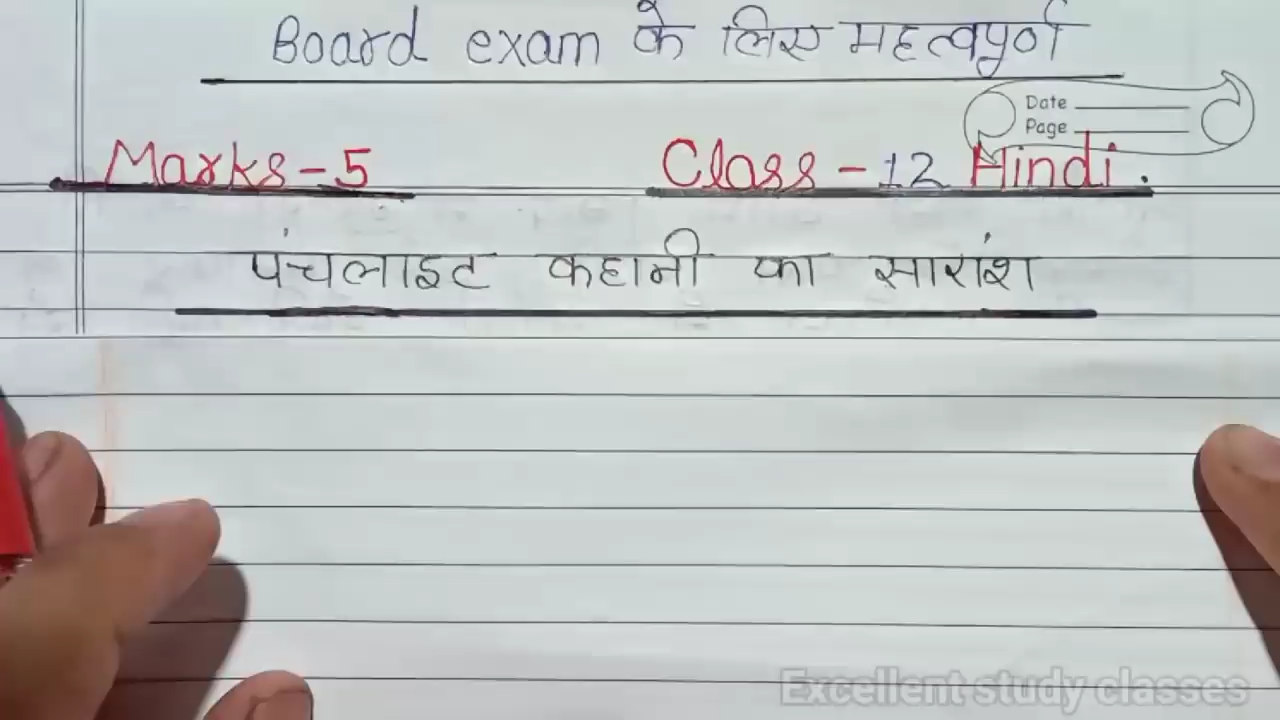 Board exam के लिए महत्वपूर्ण
Date
Page
Marks-5 Class-12 Hindi.
पंचलाइट कहानी का सारांश
Excellent study classes